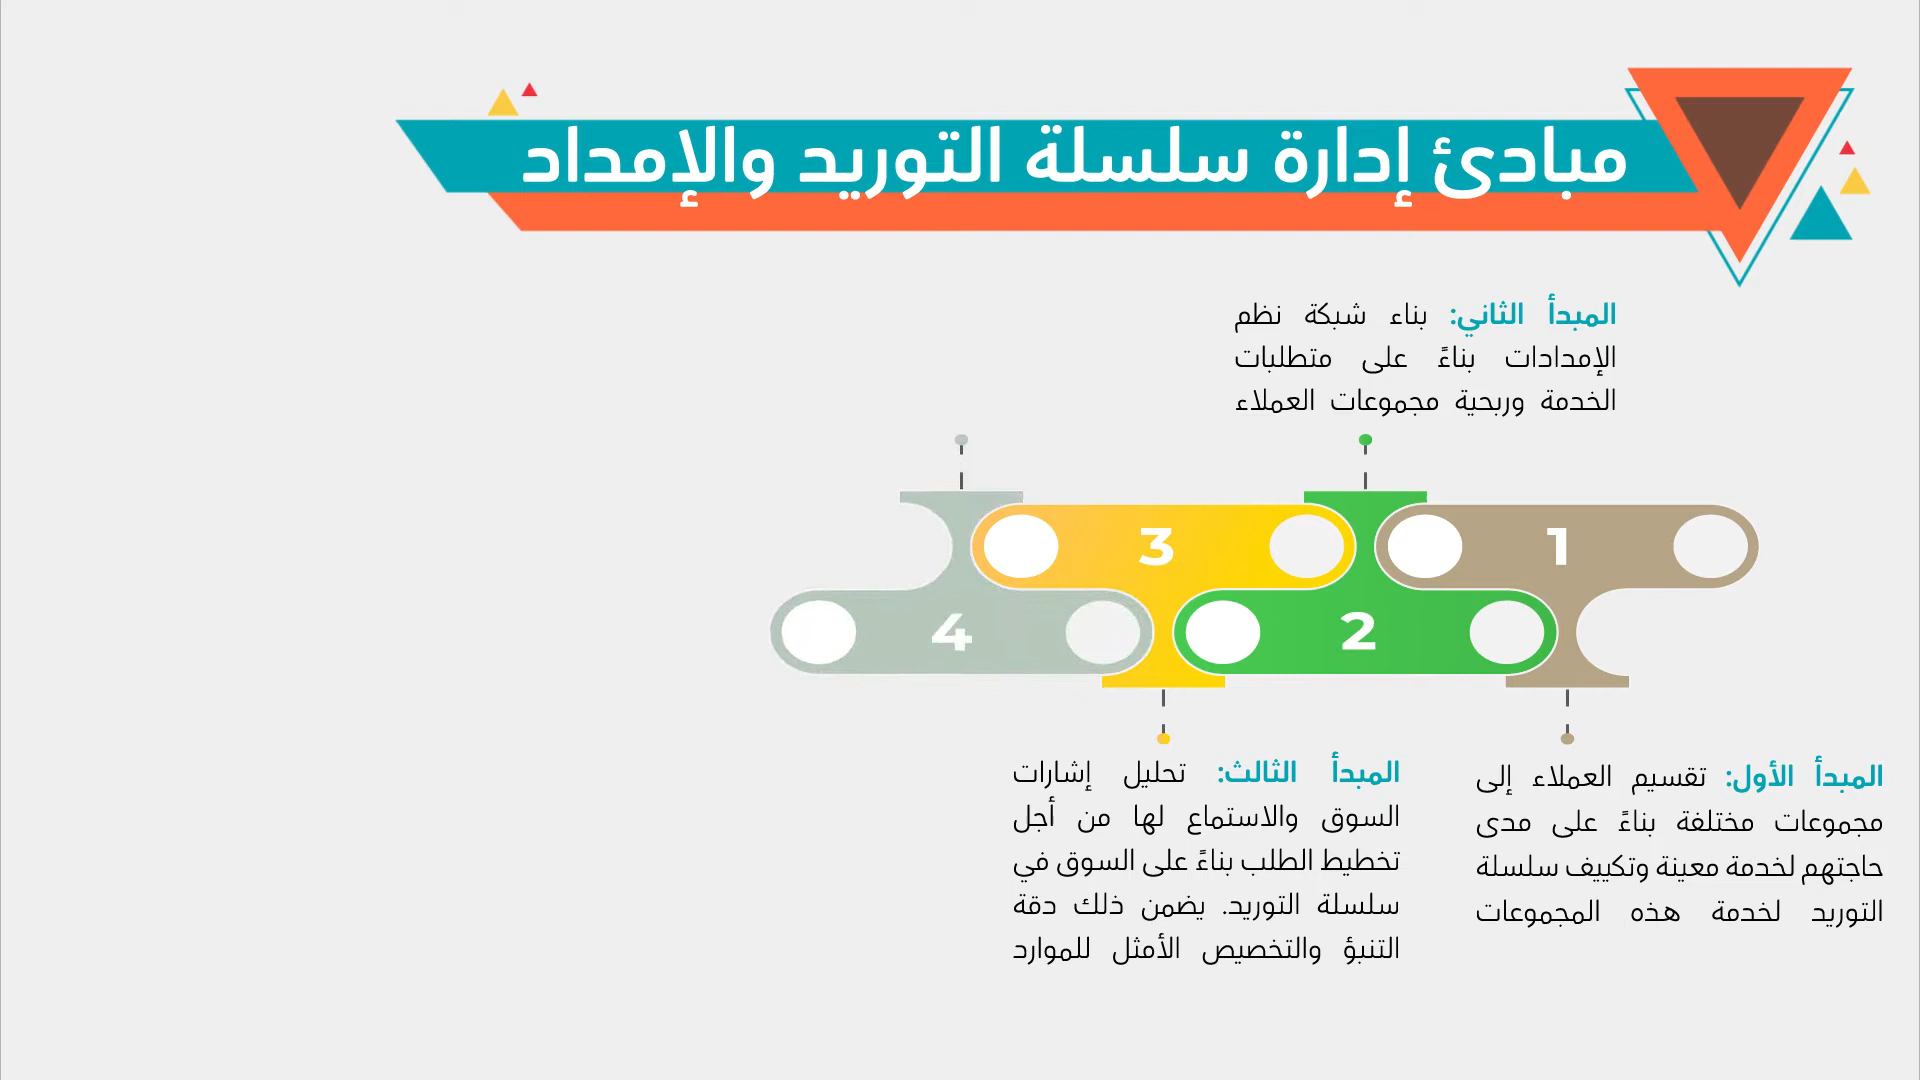 مبادئ إدارة سلسلة التوريد والإمداد
المبدأ الثاني: بناء شبكة نظم
الإمدادات بناءً على متطلبات
الخدمة وربحية مجموعات العملاء
1
3
2
4
المبدأ الأول: تقسيم العملاء إلى
مجموعات مختلفة بناءً على مدى
حاجتهم لخدمة معينة وتكييف سلسلة
التوريد لخدمة هذه المجموعات
المبدأ الثالث: تحليل إشارات
السوق والاستماع لها من أجل
تخطيط الطلب بناءً على السوق في
سلسلة التوريد. يضمن ذلك دقة
التنبؤ والتخصيص الأمثل للموارد